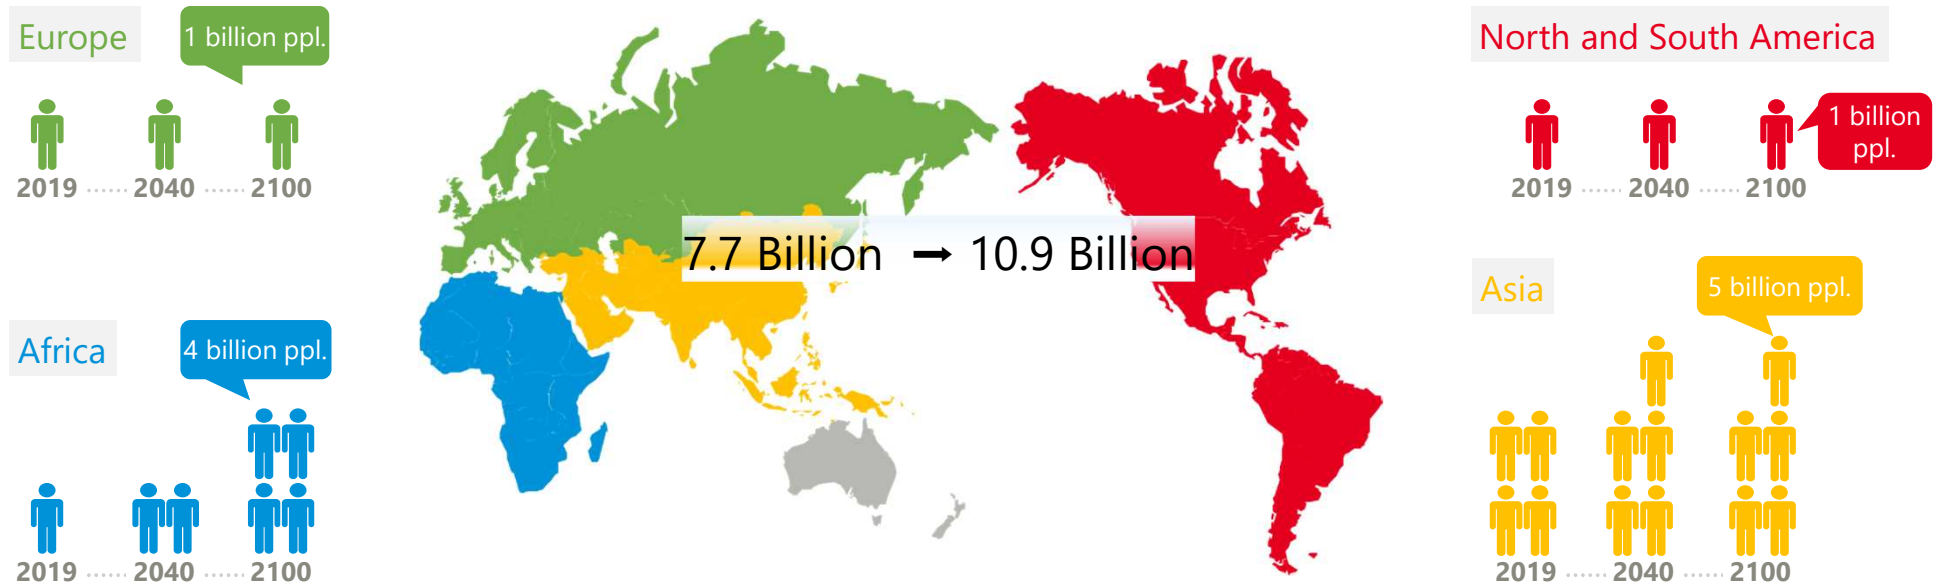 Europe
1 billion ppl.
2019 ...... 2040 ...... 2100
Africa
4 billion ppl.
2019 ...... 2040 ...... 2100
7.7 Billion → 10.9 Billion
North and South America
1 billion
ppl.
2019 ...... 2040 ...... 2100
Asia
5 billion ppl.
2019 ...... 2040 ...... 2100